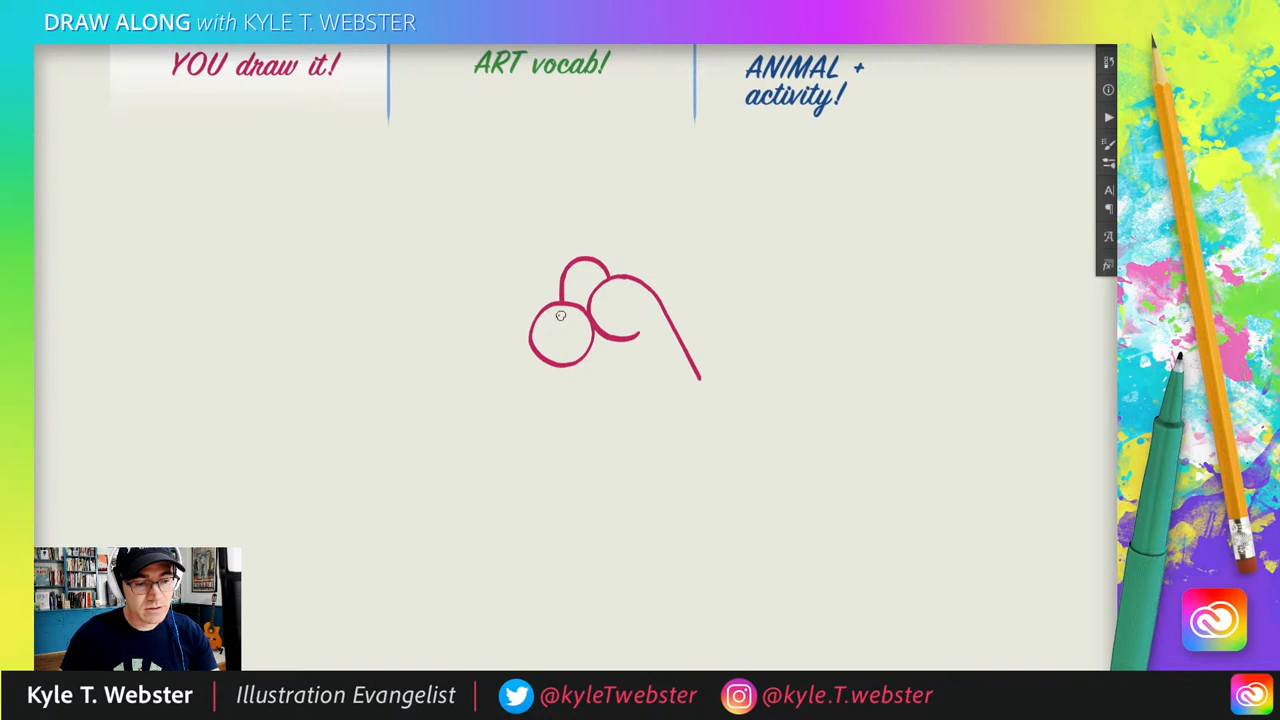 DRAW ALONG with KYLE T. WEBSTER
YOU draw it!
ART vocab!
ANIMAL +
activity!
Kyle T. Webster | Illustration Evangelist | @kyleTwebster @kyle.T.webster